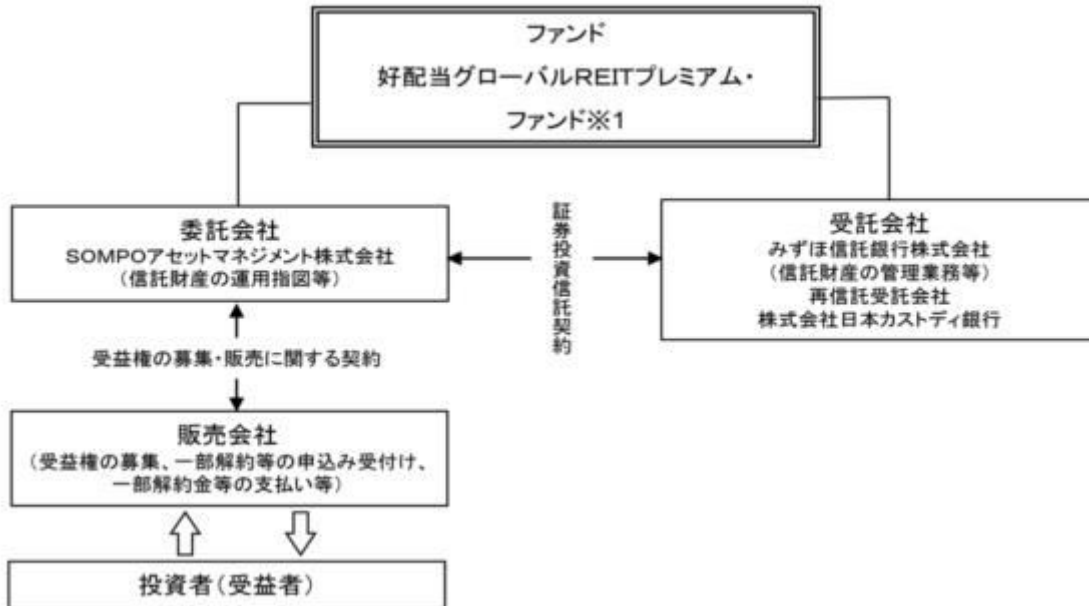 ファンド
好配当グローバルREITプレミアム・
ファンド※1
委託会社
SOMPOアセットマネジメント株式会社
(信託財産の運用指図等)
証券投資信託契約
受託会社
みずほ信託銀行株式会社
(信託財産の管理業務等)
再信託受託会社
株式会社日本カストディ銀行
受益権の募集・販売に関する契約
販売会社
(受益権の募集、一部解約等の申込み受付け、
一部解約金等の支払い等)
投資者(受益者)